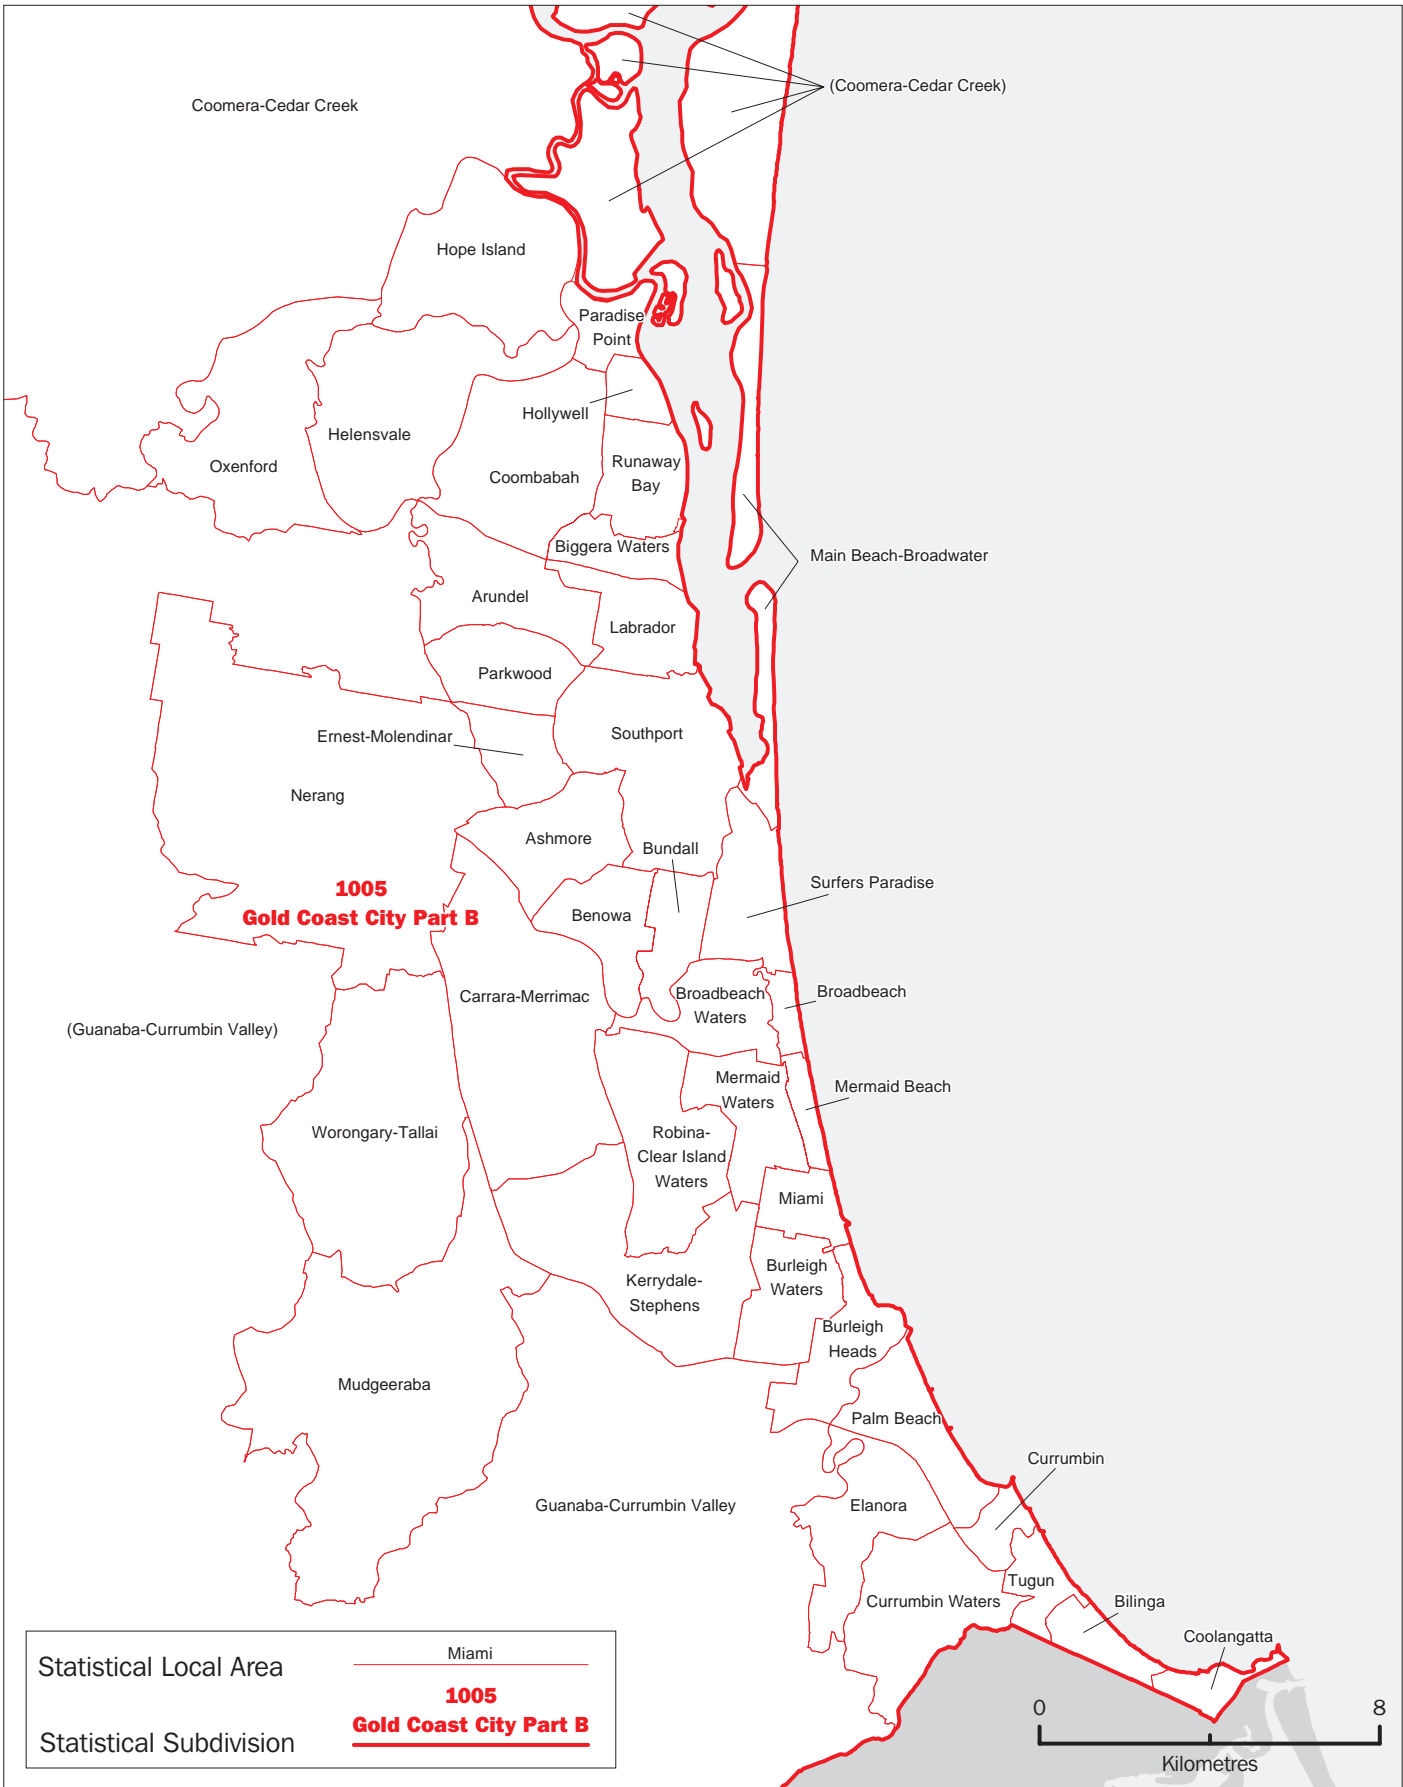 Coomera-Cedar Creek
(Coomera-Cedar Creek)
Hope Island
Paradise
Point
Hollywell
Helensvale
Oxenford
Coombabah
Runaway
Bay
Biggera Waters
Main Beach-Broadwater
Arundel
Labrador
Parkwood
Ernest-Molendinar
Southport
Nerang
Ashmore
Bundall
Surfers Paradise
1005
Gold Coast City Part B
Benowa
Carrara-Merrimac
Broadbeach
Waters
Broadbeach
(Guanaba-Currumbin Valley)
Mermaid
Waters
Mermaid Beach
Worongary-Tallai
Robina-
Clear Island
Waters
Miami
Kerrydale-
Stephens
Burleigh
Waters
Burleigh
Heads
Mudgeeraba
Palm Beach
Currumbin
Guanaba-Currumbin Valley
Elanora
Tugun
Currumbin Waters
Bilinga
Coolangatta
Statistical Local Area
Miami
1005
Gold Coast City Part B
Statistical Subdivision
0
8
Kilometres